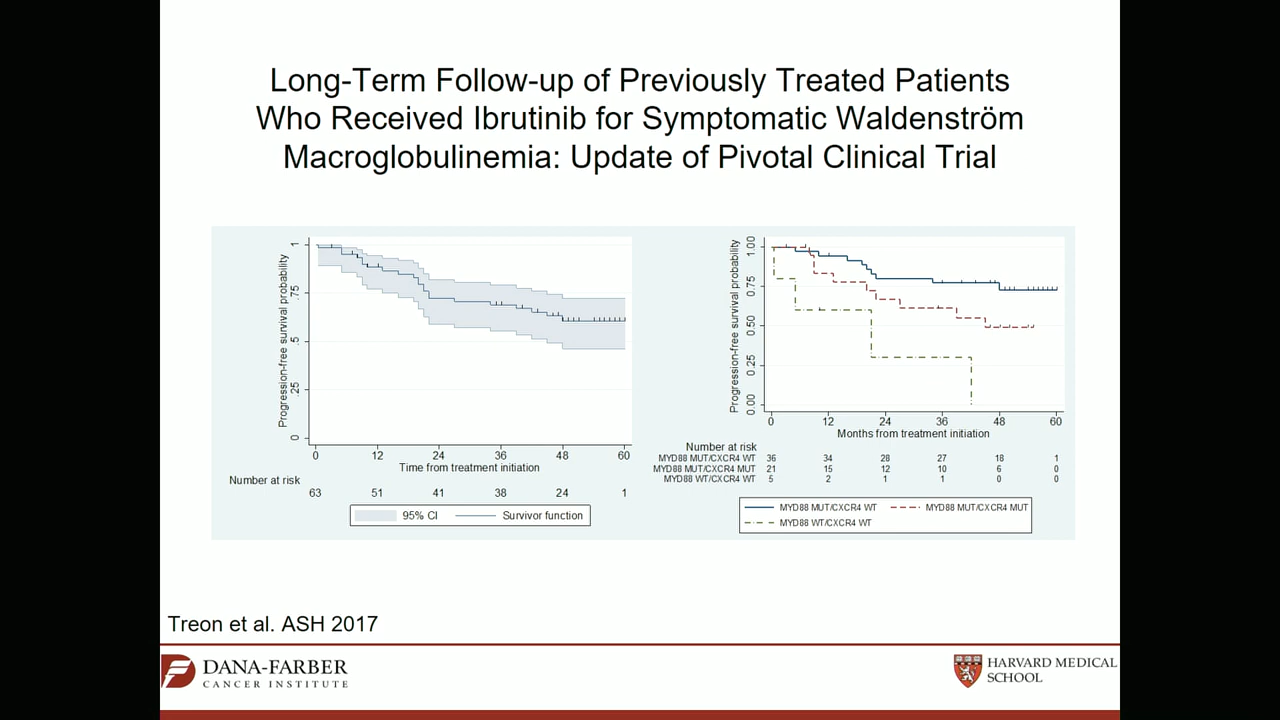 Long-Term Follow-up of Previously Treated Patients
Who Received Ibrutinib for Symptomatic Waldenström
Macroglobulinemia: Update of Pivotal Clinical Trial
Progression-free survival probability
1
.75
.5
.25
0
0 12 24 36 48 60
Time from treatment initiation
Number at risk
63 51 41 38 24 1
95% CI Survivor function
Progression-free survival probability
1.00
0.75
0.50
0.25
0.00
0 12 24 36 48 60
Months from treatment initiation
Number at risk
MYD88 MUT/CXCR4 WT 36 34 28 27 18 1
MYD88 MUT/CXCR4 MUT 21 15 12 10 6 0
MYD88 WT/CXCR4 WT 5 2 1 1 0 0
MYD88 MUT/CXCR4 WT MYD88 MUT/CXCR4 MUT
MYD88 WT/CXCR4 WT
Treon et al. ASH 2017
DANA-FARBER
CANCER INSTITUTE
HARVARD MEDICAL
SCHOOL